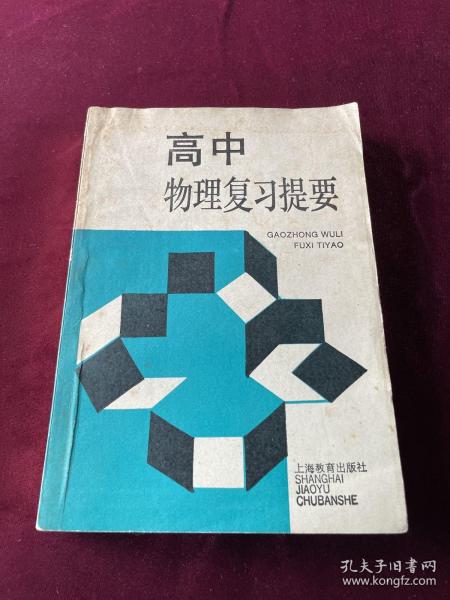 高中
物理复习提要
GAOZHONG WULI
FUXI TIYAO
上海教育出版社
SHANGHAI
JIAOYU
CHUBANSHE
孔夫子旧书网
www.kongfz.com